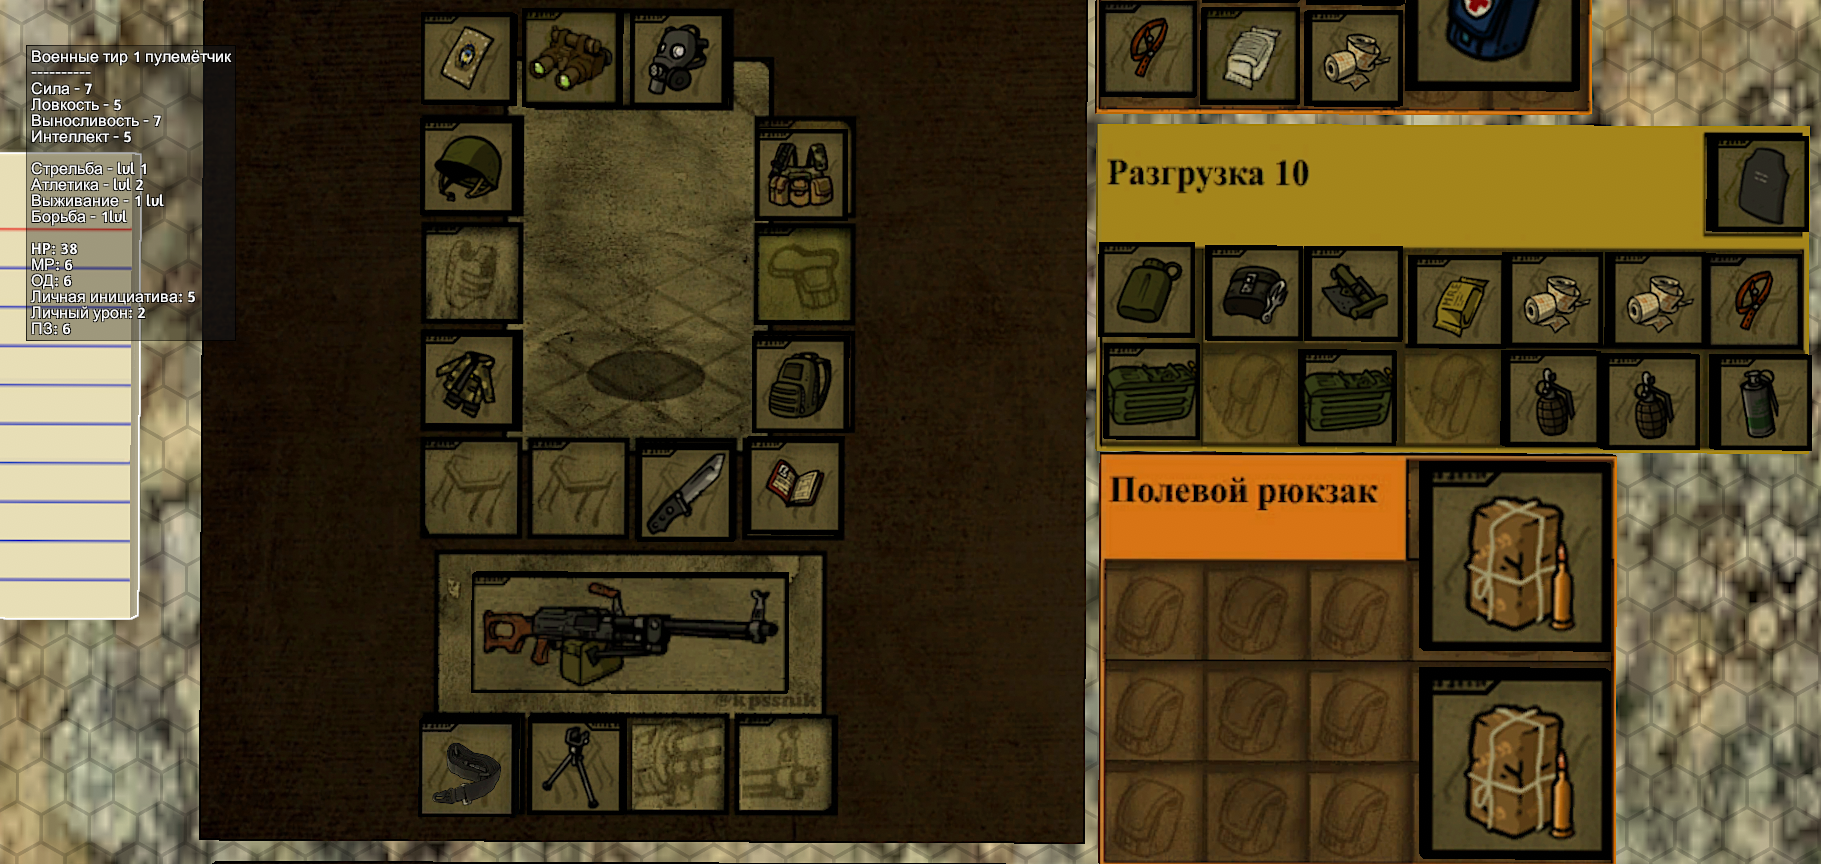 Военные тир 1 пулемётчик
----------
Сила - 7
Ловкость - 5
Выносливость - 7
Интеллект - 5
Стрельба - lvl 1
Атлетика - lvl 2
Выживание - 1 lvl
Борьба - 1lvl
HP: 38
МР: 6
ОД: 6
Личная инициатива: 5
Личный урон: 2
ПЗ: 6
Разгрузка 10
Полевой рюкзак
@kpssnik